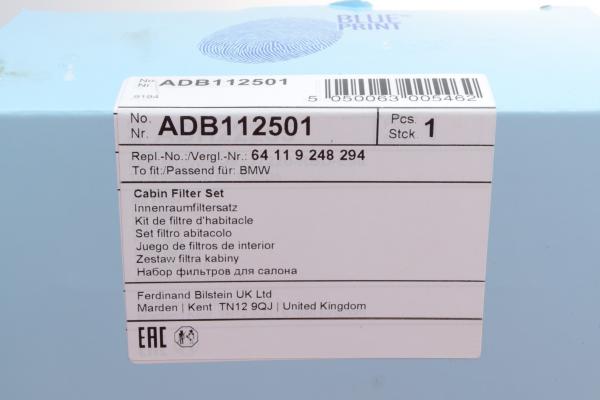 BLUE
PRINT
No.
Nr. ADB112501
8184
5 050063 005462
No.
Nr. ADB112501
Pcs.
Stck. 1
Repl.-No.:/Vergl.-Nr.: 64 11 9 248 294
To fit:/Passend für: BMW
Cabin Filter Set
Innenraumfiltersatz
Kit de filtre d'habitacle
Set filtro abitacolo
Juego de filtros de interior
Zestaw filtra kabiny
Набор фильтров для салона
Ferdinand Bilstein UK Ltd
Marden | Kent TN12 9QJ | United Kingdom
EAC